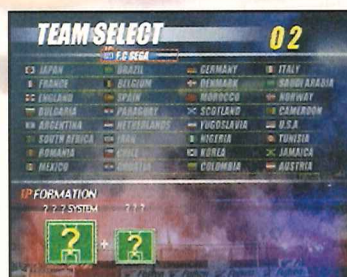 TEAM SELECT 02
1P
F.C SEGA
JAPAN BRAZIL GERMANY ITALY
FRANCE BELGIUM DENMARK SAUDI ARABIA
ENGLAND SPAIN MOROCCO NORWAY
BULGARIA PARAGUAY SCOTLAND CAMEROON
ARGENTINA NETHERLANDS YUGOSLAVIA U.S.A
SOUTH AFRICA IRAN NIGERIA TUNISIA
ROMANIA CHILE KOREA JAMAICA
MEXICO CROATIA COLOMBIA AUSTRIA
1P FORMATION
? ? ? SYSTEM ? ? ?
? + ?